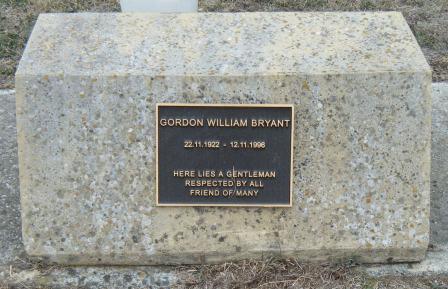 GORDON WILLIAM BRYANT
22.11.1922 - 12.11.1996
HERE LIES A GENTLEMAN
RESPECTED BY ALL
FRIEND OF MANY